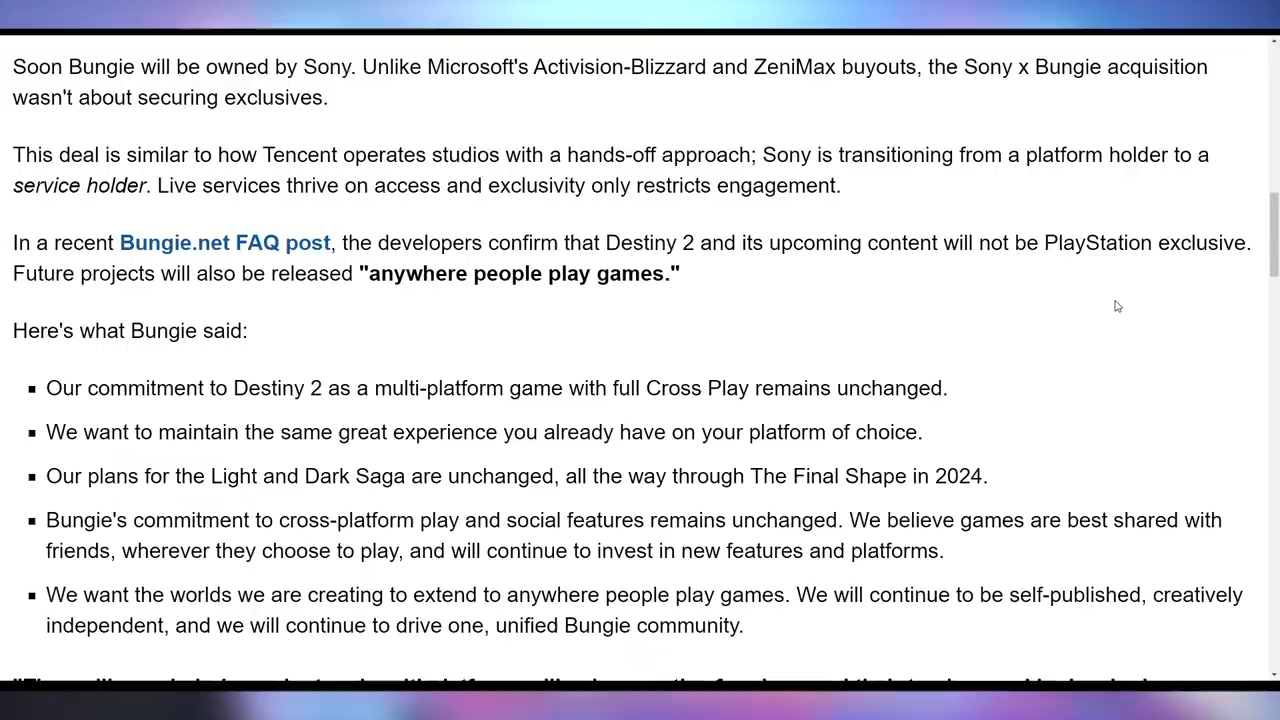 Soon Bungie will be owned by Sony. Unlike Microsoft's Activision-Blizzard and ZeniMax buyouts, the Sony x Bungie acquisition
wasn't about securing exclusives.
This deal is similar to how Tencent operates studios with a hands-off approach; Sony is transitioning from a platform holder to a
service holder. Live services thrive on access and exclusivity only restricts engagement.
In a recent Bungie.net FAQ post, the developers confirm that Destiny 2 and its upcoming content will not be PlayStation exclusive.
Future projects will also be released "anywhere people play games."
Here's what Bungie said:
Our commitment to Destiny 2 as a multi-platform game with full Cross Play remains unchanged.
We want to maintain the same great experience you already have on your platform of choice.
Our plans for the Light and Dark Saga are unchanged, all the way through The Final Shape in 2024.
Bungie's commitment to cross-platform play and social features remains unchanged. We believe games are best shared with
friends, wherever they choose to play, and will continue to invest in new features and platforms.
We want the worlds we are creating to extend to anywhere people play games. We will continue to be self-published, creatively
independent, and we will continue to drive one, unified Bungie community.